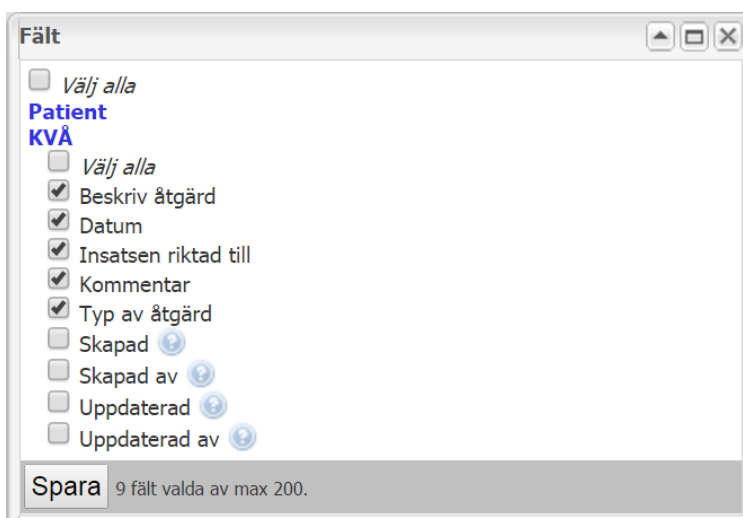 Fält
Välj alla
Patient
KVÅ
Välj alla
Beskriv åtgärd
Datum
Insatsen riktad till
Kommentar
Typ av åtgärd
Skapad ?
Skapad av ?
Uppdaterad ?
Uppdaterad av ?
Spara 9 fält valda av max 200.